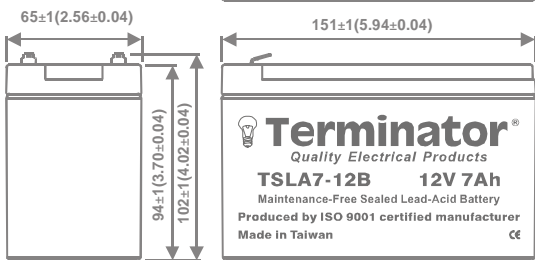 65±1(2.56±0.04)
151±1(5.94±0.04)
94±1(3.70±0.04)
102±1(4.02±0.04)
Terminator®
Quality Electrical Products
TSLA7-12B 12V 7Ah
Maintenance-Free Sealed Lead-Acid Battery
Produced by ISO 9001 certified manufacturer
Made in Taiwan CE